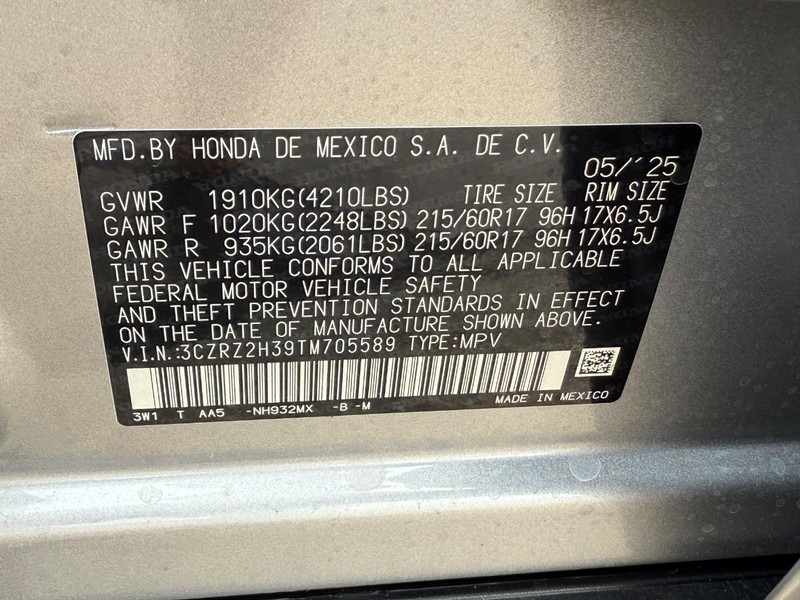 MFD.BY HONDA DE MEXICO S.A. DE C.V.
05/'25
GVWR 1910KG(4210LBS) TIRE SIZE RIM SIZE
GAWR F 1020KG(2248LBS) 215/60R17 96H 17X6.5J
GAWR R 935KG(2061LBS) 215/60R17 96H 17X6.5J
THIS VEHICLE CONFORMS TO ALL APPLICABLE
FEDERAL MOTOR VEHICLE SAFETY
AND THEFT PREVENTION STANDARDS IN EFFECT
ON THE DATE OF MANUFACTURE SHOWN ABOVE.
V.I.N.:3CZRZ2H39TM705589 TYPE:MPV
MADE IN MEXICO
3W1 T AA5 -NH932MX -B -M